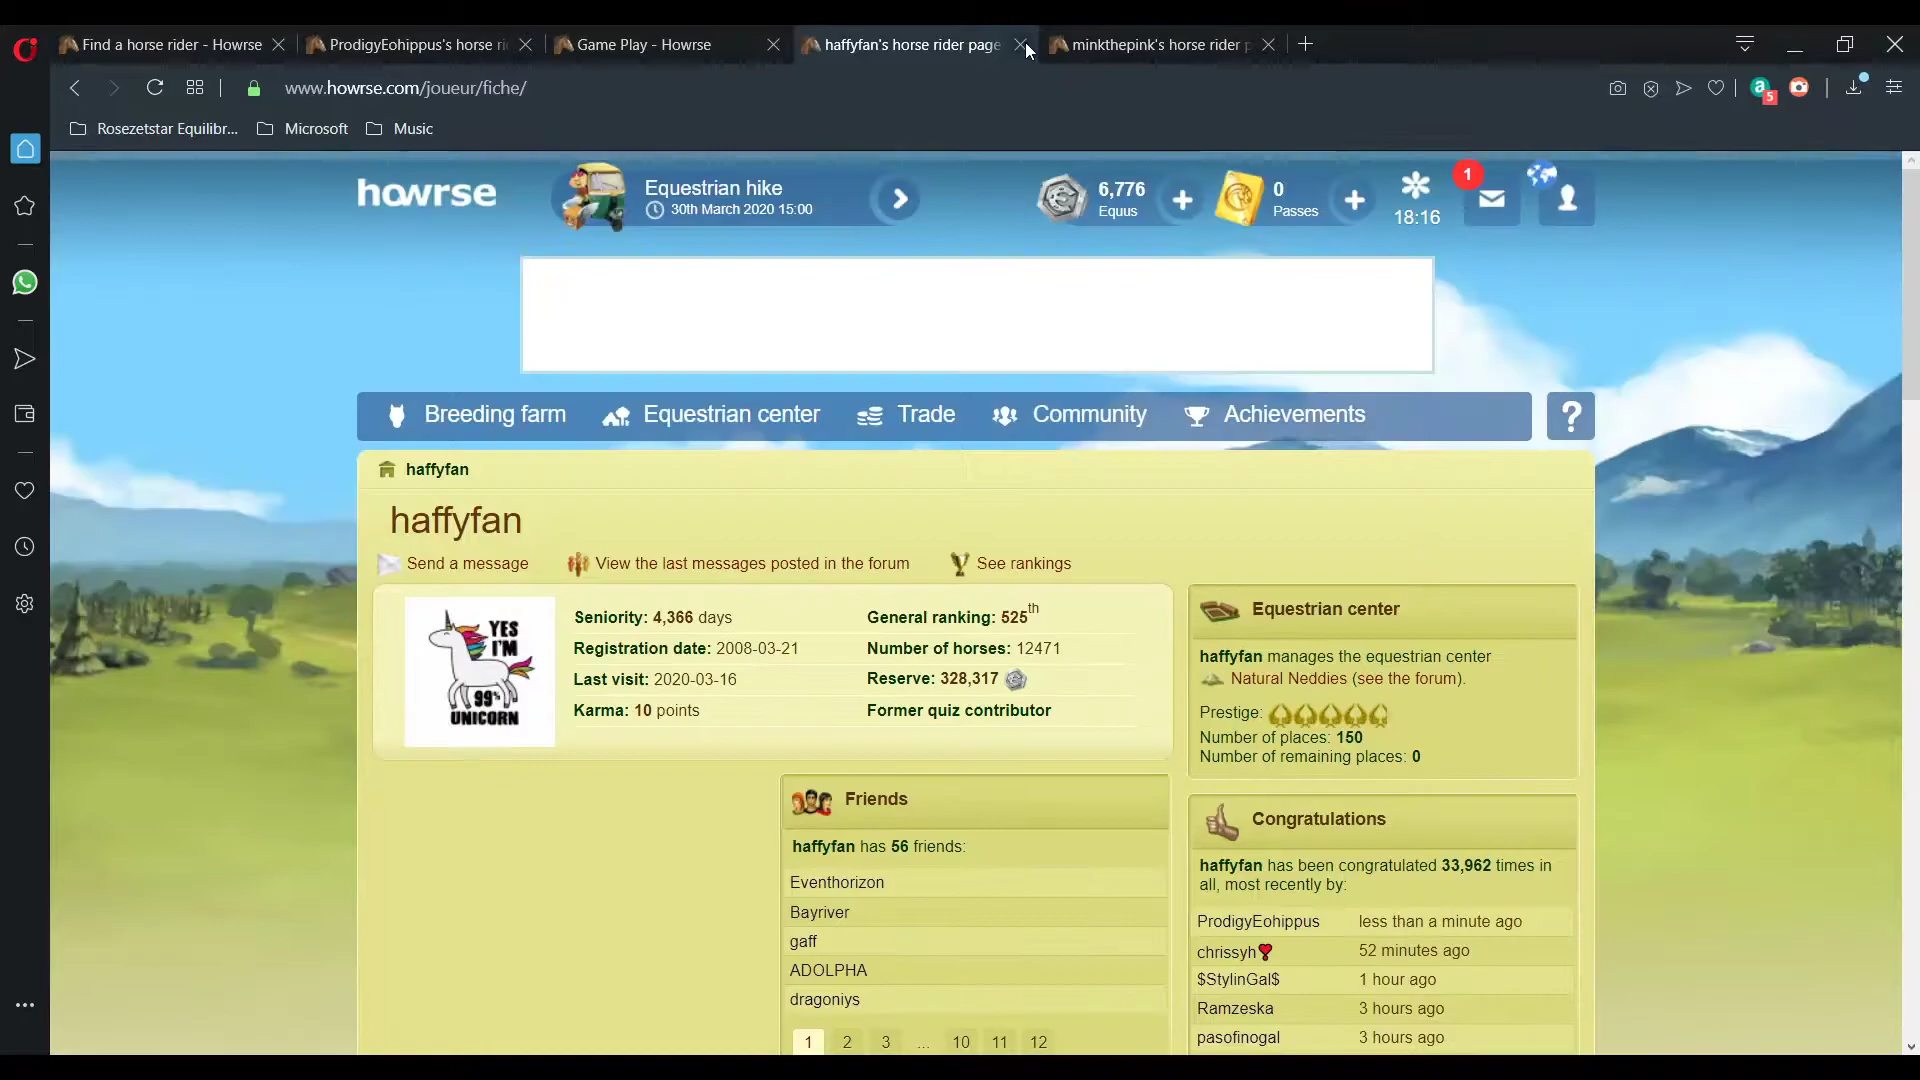 Find a horse rider - Howrse
ProdigyEohippus's horse ri
Game Play - Howrse
haffyfan's horse rider page
minkthepink's horse rider p
www.howrse.com/joueur/fiche/
a
5
Rosezetstar Equilibr...
Microsoft
Music
howrse
Equestrian hike
30th March 2020 15:00
6,776
Equus
0
Passes
18:16
1
Breeding farm
Equestrian center
Trade
Community
Achievements
?
haffyfan
haffyfan
Send a message
View the last messages posted in the forum
See rankings
YES
I'M
99%
UNICORN
Seniority: 4,366 days
Registration date: 2008-03-21
Last visit: 2020-03-16
Karma: 10 points
General ranking: 525th
Number of horses: 12471
Reserve: 328,317
Former quiz contributor
Equestrian center
haffyfan manages the equestrian center
Natural Neddies (see the forum).
Prestige:
Number of places: 150
Number of remaining places: 0
Friends
haffyfan has 56 friends:
Eventhorizon
Bayriver
gaff
ADOLPHA
dragoniys
1 2 3 ... 10 11 12
Congratulations
haffyfan has been congratulated 33,962 times in
all, most recently by:
ProdigyEohippus less than a minute ago
chrissyh 52 minutes ago
$StylinGal$ 1 hour ago
Ramzeska 3 hours ago
pasofinogal 3 hours ago